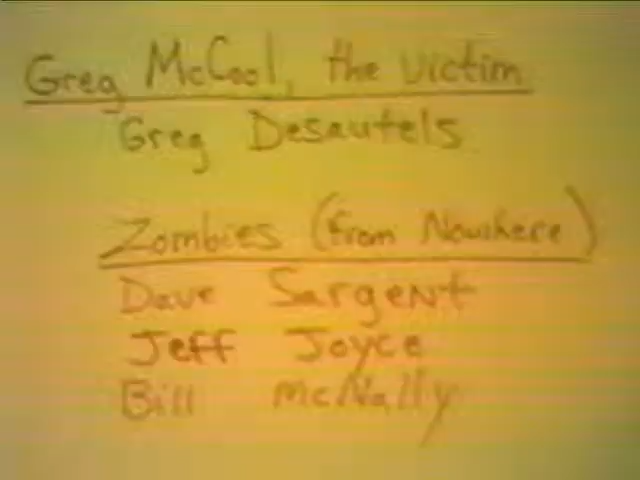 Greg McCool, the victim
Greg Desautels
Zombies (from Nowhere)
Dave Sargent
Jeff Joyce
Bill McNally